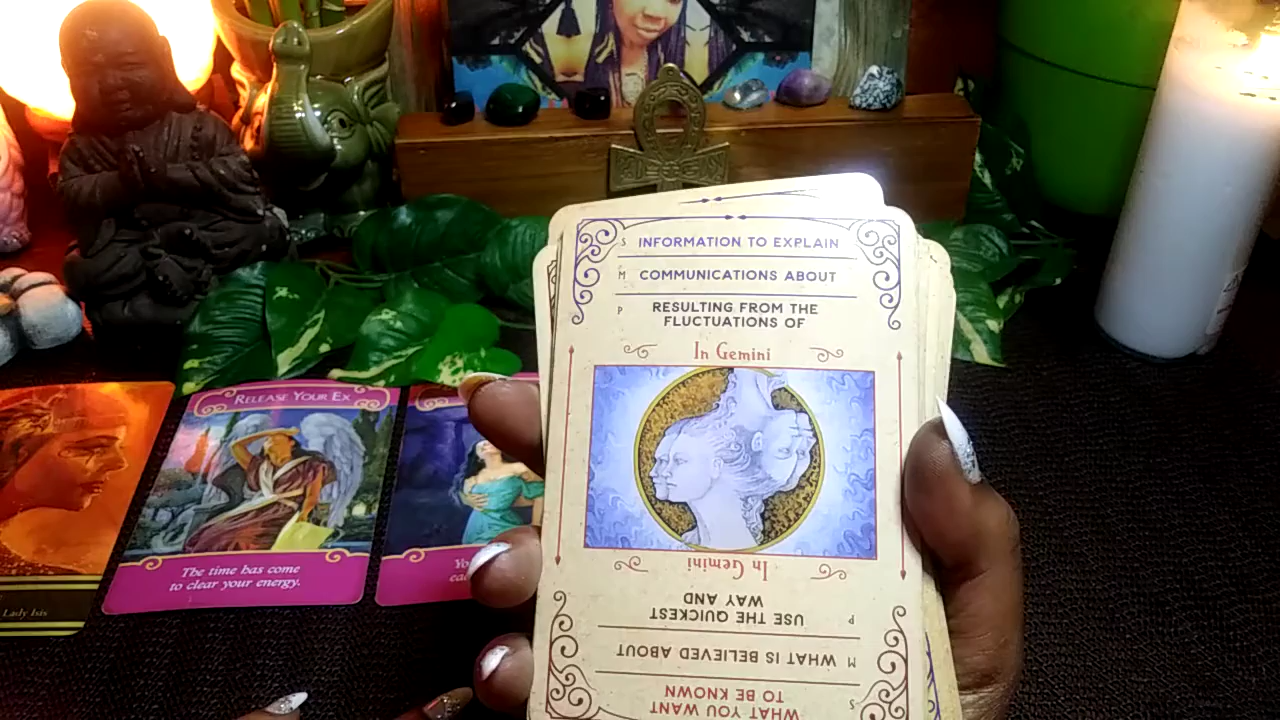 S INFORMATION TO EXPLAIN
M COMMUNICATIONS ABOUT
P RESULTING FROM THE
FLUCTUATIONS OF
In Gemini
In Gemini
WAY AND
P USE THE QUICKEST
M WHAT IS BELIEVED ABOUT
TO BE KNOWN
S WHAT YOU WANT
RELEASE YOUR EX
The time has come
to clear your energy.
Lady Isis